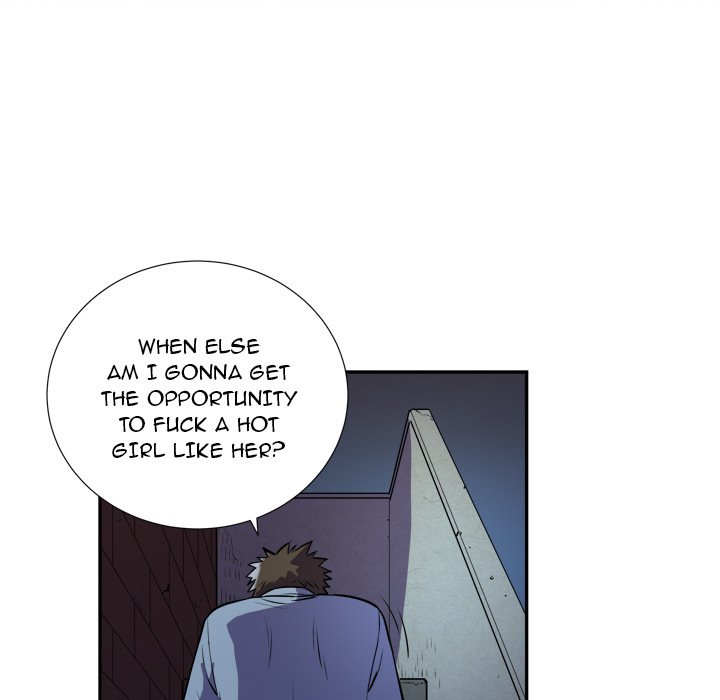 WHEN ELSE
AM I GONNA GET
THE OPPORTUNITY
TO FUCK A HOT
GIRL LIKE HER?